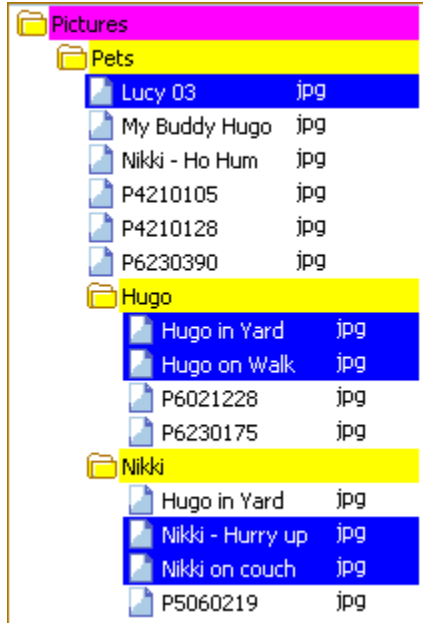 Pictures
Pets
Lucy 03 jpg
My Buddy Hugo jpg
Nikki - Ho Hum jpg
P4210105 jpg
P4210128 jpg
P6230390 jpg
Hugo
Hugo in Yard jpg
Hugo on Walk jpg
P6021228 jpg
P6230175 jpg
Nikki
Hugo in Yard jpg
Nikki - Hurry up jpg
Nikki on couch jpg
P5060219 jpg